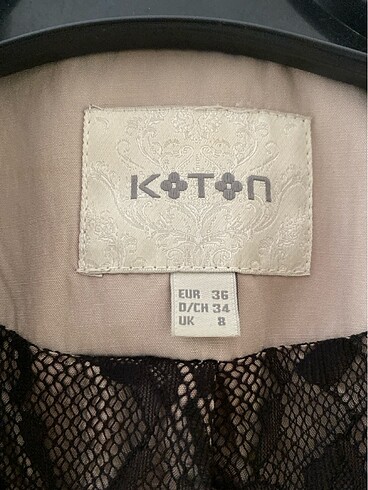 KOTON
EUR 36
D/CH 34
UK 8